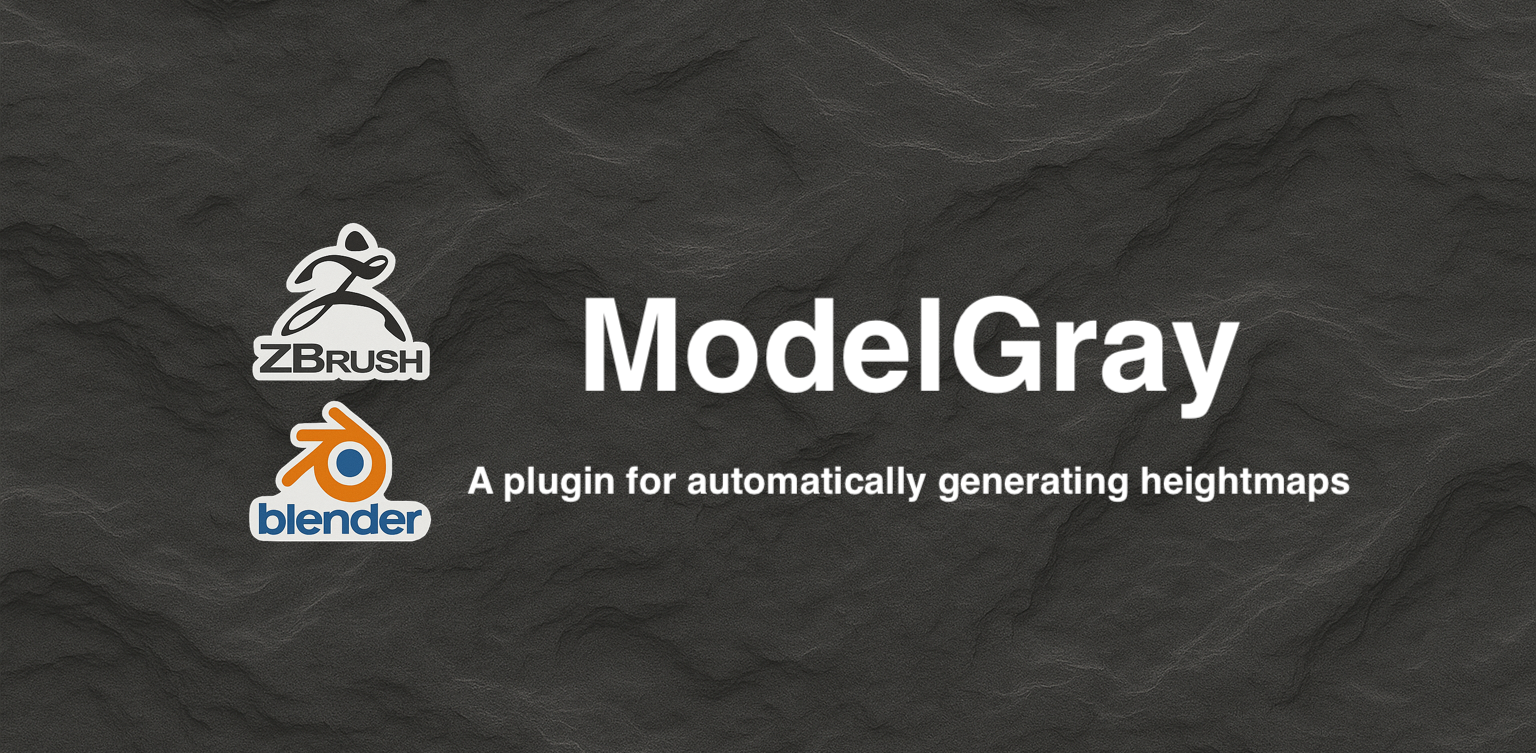 ZBRUSH
blender
ModelGray
A plugin for automatically generating heightmaps